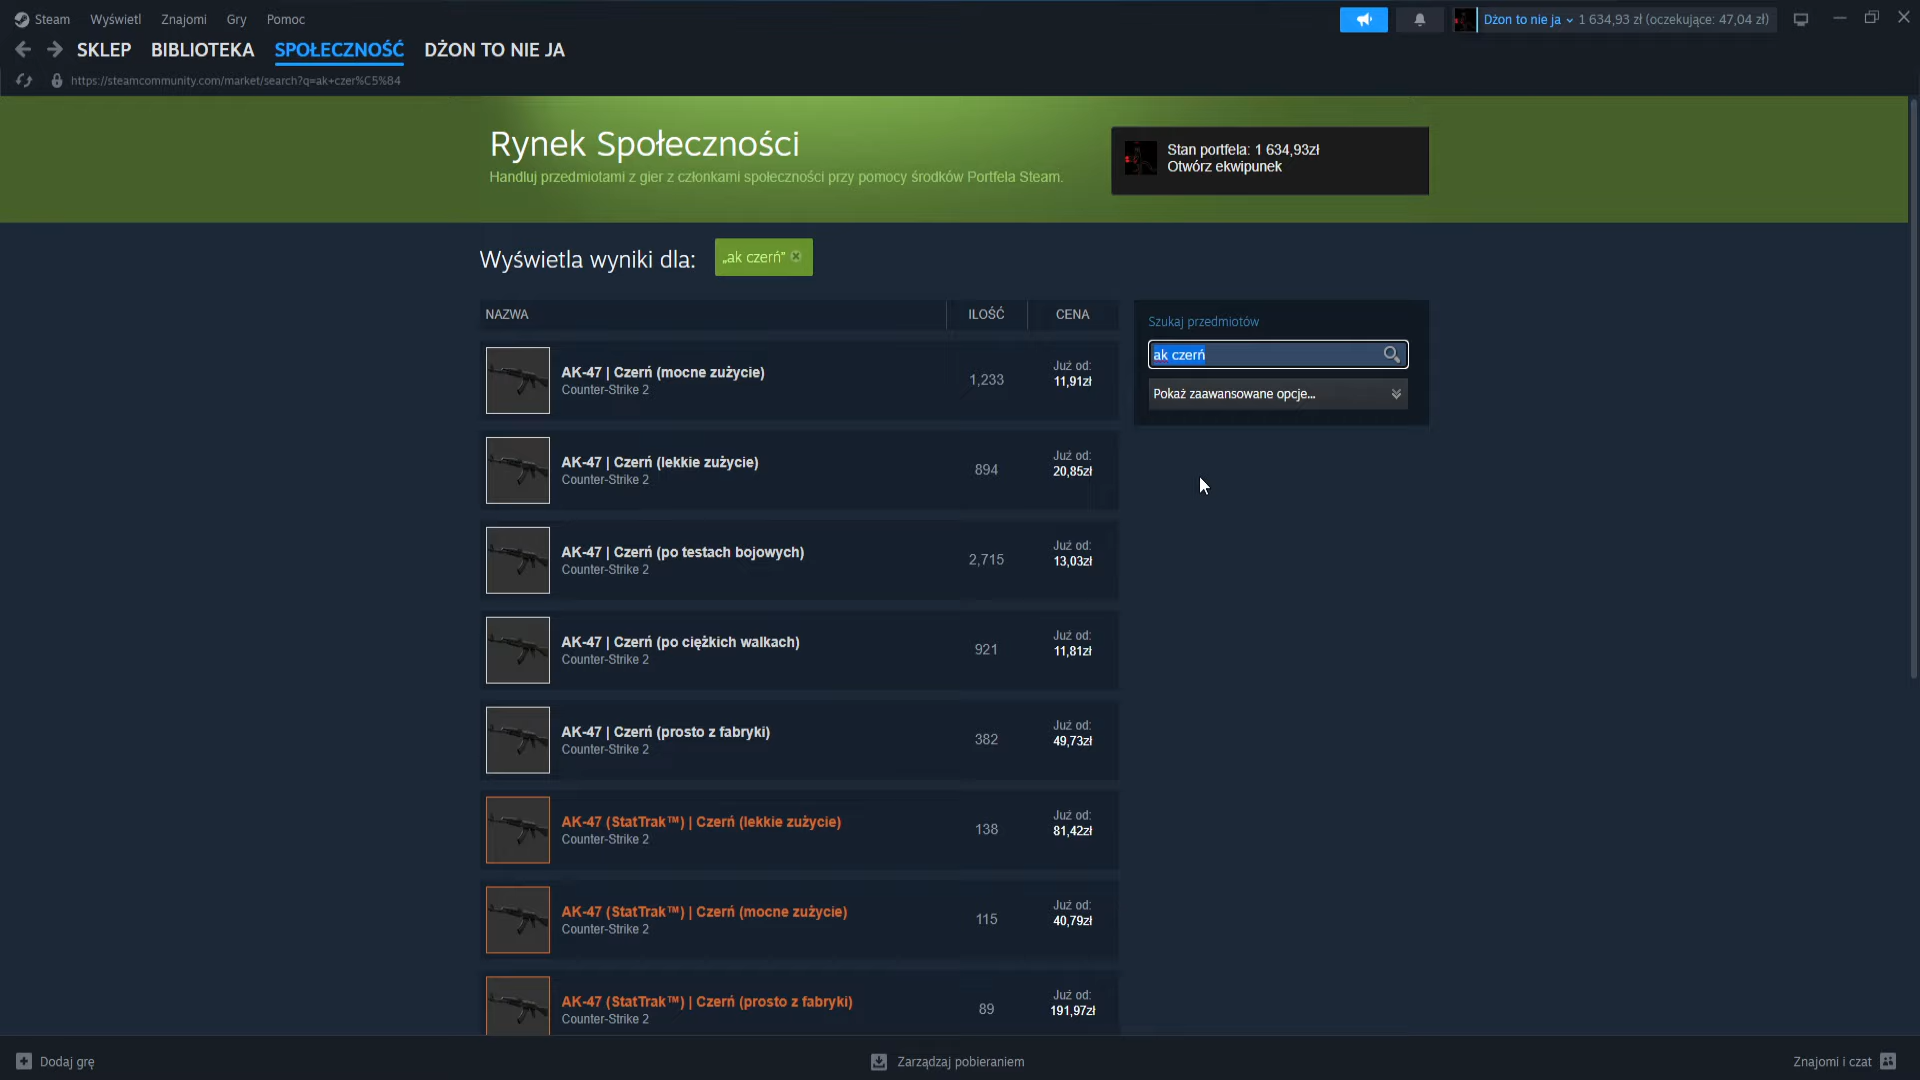 Steam Wyświetl Znajomi Gry Pomoc
Dżon to nie ja 1 634,93 zł (oczekujące: 47,04 zł)
SKLEP BIBLIOTEKA SPOŁECZNOŚĆ DŻON TO NIE JA
https://steamcommunity.com/market/search?q=ak+czer%C5%84
Rynek Społeczności
Handluj przedmiotami z gier z członkami społeczności przy pomocy środków Portfela Steam.
Stan portfela: 1 634,93zł
Otwórz ekwipunek
Wyświetla wyniki dla: „ak czerń”
NAZWA ILOŚĆ CENA
AK-47 | Czerń (mocne zużycie)
Counter-Strike 2
1,233
Już od:
11,91zł
AK-47 | Czerń (lekkie zużycie)
Counter-Strike 2
894
Już od:
20,85zł
AK-47 | Czerń (po testach bojowych)
Counter-Strike 2
2,715
Już od:
13,03zł
AK-47 | Czerń (po ciężkich walkach)
Counter-Strike 2
921
Już od:
11,81zł
AK-47 | Czerń (prosto z fabryki)
Counter-Strike 2
382
Już od:
49,73zł
AK-47 (StatTrak™) | Czerń (lekkie zużycie)
Counter-Strike 2
138
Już od:
81,42zł
AK-47 (StatTrak™) | Czerń (mocne zużycie)
Counter-Strike 2
115
Już od:
40,79zł
AK-47 (StatTrak™) | Czerń (prosto z fabryki)
Counter-Strike 2
89
Już od:
191,97zł
Szukaj przedmiotów
ak czerń
Pokaż zaawansowane opcje...
Dodaj grę
Zarządzaj pobieraniem
Znajomi i czat